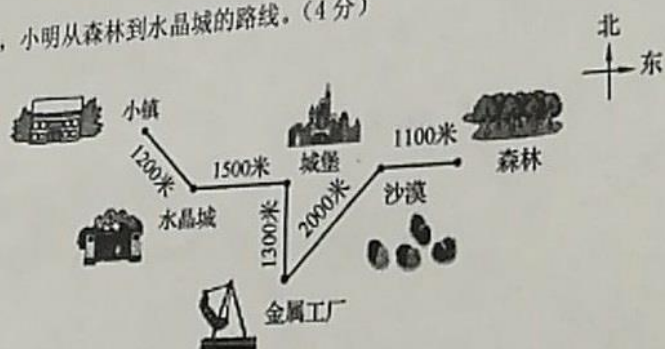 ，小明从森林到水晶城的路线。（4分）
北
东
小镇
1100米
城堡
森林
1200米
1500米
沙漠
水晶城
1300米
2000米
金属工厂